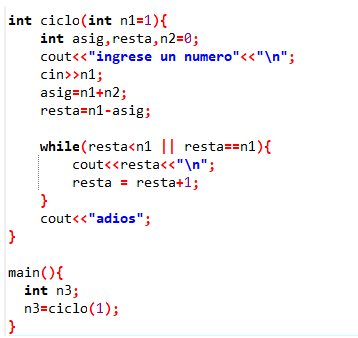 int ciclo(int n1=1){
int asig,resta,n2=0;
cout<<"ingrese un numero"<<"\n";
cin>>n1;
asig=n1+n2;
resta=n1-asig;
while(resta<n1 || resta==n1){
cout<<resta<<"\n";
resta = resta+1;
}
cout<<"adios";
}
main(){
int n3;
n3=ciclo(1);
}